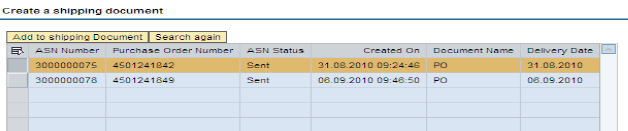 Create a shipping document
Add to shipping Document Search again
ASN Number Purchase Order Number ASN Status Created On Document Name Delivery Date
3000000075 4501241842 Sent 31.08.2010 09:24:46 PO 31.08.2010
3000000078 4501241849 Sent 06.09.2010 09:46:50 PO 06.09.2010